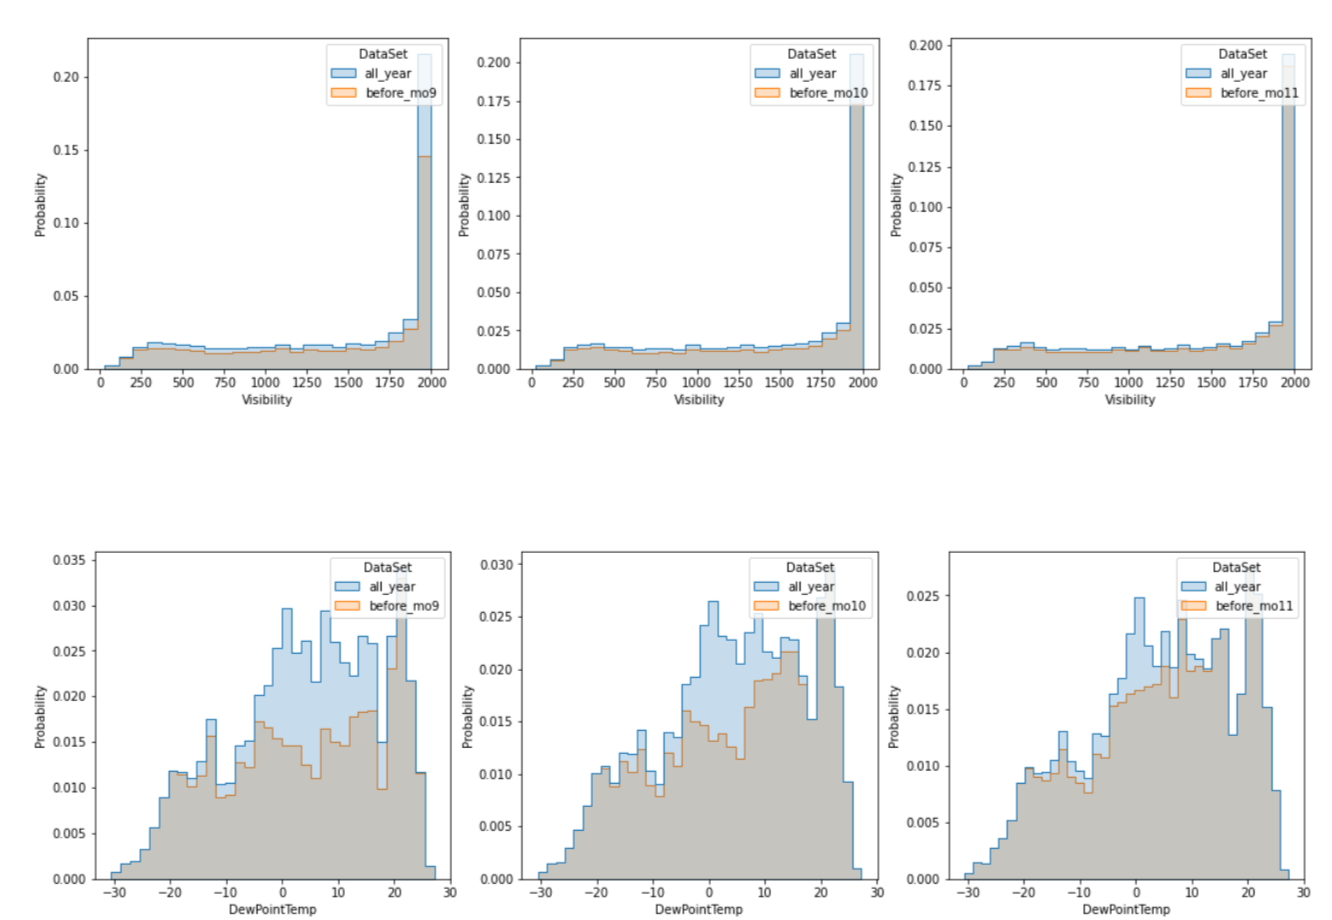 DataSet
all_year
before_mo9
0.20
0.15
0.10
0.05
0.00
Probability
0 250 500 750 1000 1250 1500 1750 2000
Visibility
DataSet
all_year
before_mo10
0.200
0.175
0.150
0.125
0.100
0.075
0.050
0.025
0.000
Probability
0 250 500 750 1000 1250 1500 1750 2000
Visibility
DataSet
all_year
before_mo11
0.200
0.175
0.150
0.125
0.100
0.075
0.050
0.025
0.000
Probability
0 250 500 750 1000 1250 1500 1750 2000
Visibility
DataSet
all_year
before_mo9
0.035
0.030
0.025
0.020
0.015
0.010
0.005
0.000
Probability
−30 −20 −10 0 10 20 30
DewPointTemp
DataSet
all_year
before_mo10
0.030
0.025
0.020
0.015
0.010
0.005
0.000
Probability
−30 −20 −10 0 10 20 30
DewPointTemp
DataSet
all_year
before_mo11
0.025
0.020
0.015
0.010
0.005
0.000
Probability
−30 −20 −10 0 10 20 30
DewPointTemp